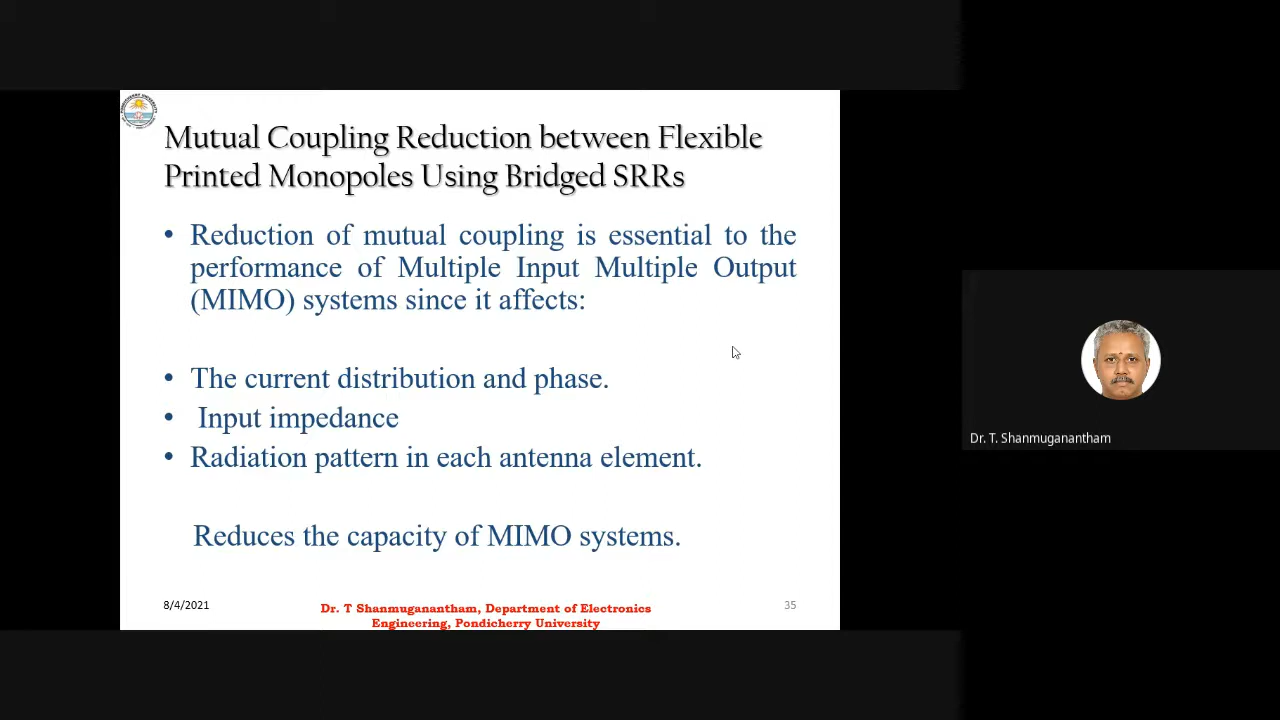 Mutual Coupling Reduction between Flexible
Printed Monopoles Using Bridged SRRs
• Reduction of mutual coupling is essential to the
performance of Multiple Input Multiple Output
(MIMO) systems since it affects:
• The current distribution and phase.
• Input impedance
• Radiation pattern in each antenna element.
Reduces the capacity of MIMO systems.
8/4/2021
Dr. T Shanmuganantham, Department of Electronics
Engineering, Pondicherry University
35
Dr. T. Shanmuganantham